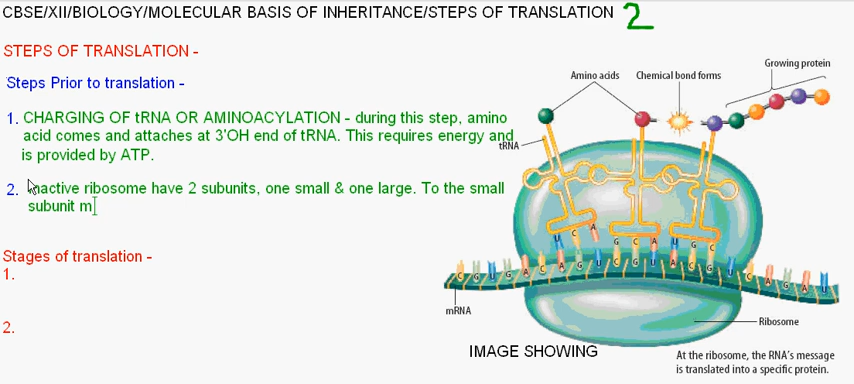 CBSE/XII/BIOLOGY/MOLECULAR BASIS OF INHERITANCE/STEPS OF TRANSLATION 2
STEPS OF TRANSLATION -
Steps Prior to translation -
1. CHARGING OF tRNA OR AMINOACYLATION - during this step, amino
acid comes and attaches at 3'OH end of tRNA. This requires energy and
is provided by ATP.
2. Inactive ribosome have 2 subunits, one small & one large. To the small
subunit m
Stages of translation -
1.
2.
Growing protein
Amino acids
Chemical bond forms
tRNA
U C A
G C A U G C
C G U G A C A G U C G U A C G U C A G A U
mRNA
Ribosome
IMAGE SHOWING
At the ribosome, the RNA's message
is translated into a specific protein.